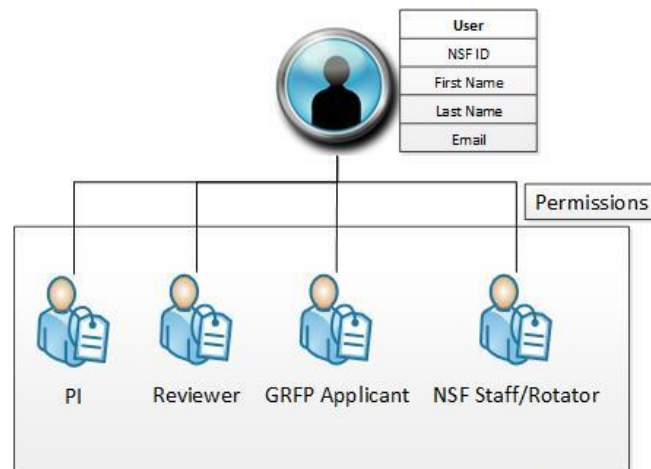 User
NSF ID
First Name
Last Name
Email
Permissions
PI
Reviewer
GRFP Applicant
NSF Staff/Rotator